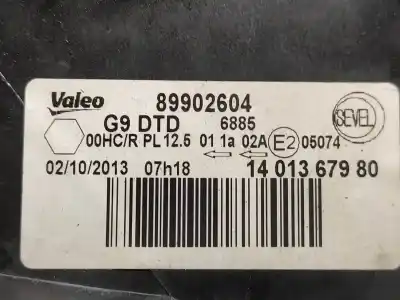 Valeo 89902604
G9 DTD 6885 SEVEL
00HC/R PL 12.5 01 1a 02A E2 05074
02/10/2013 07h18 14 013 679 80